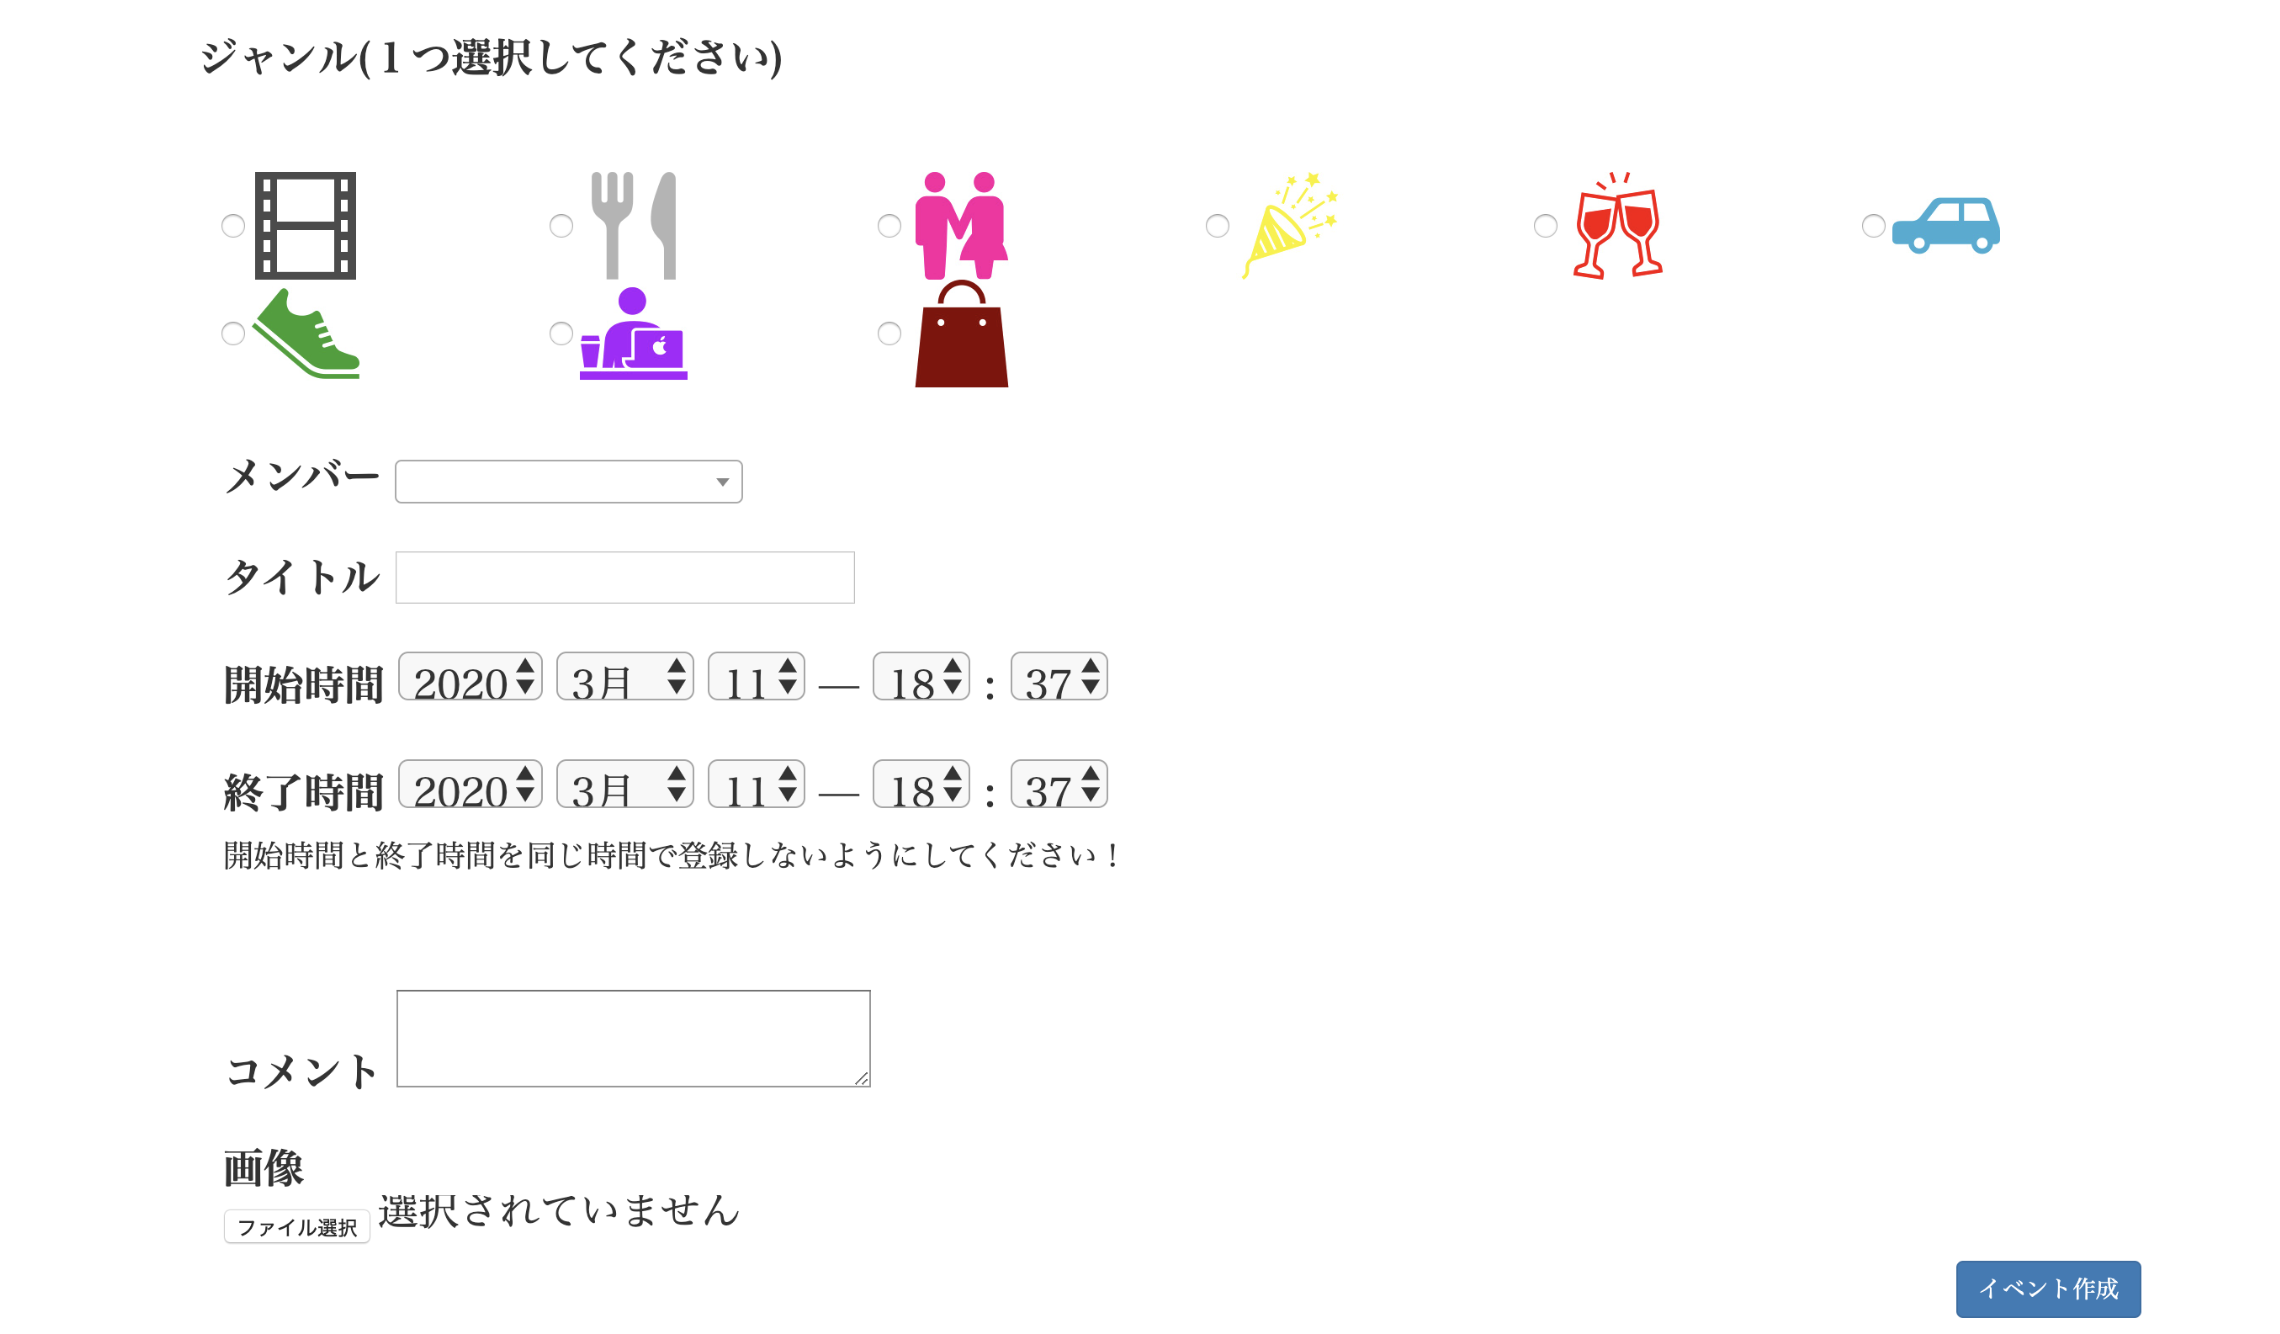 ジャンル(１つ選択してください)
メンバー
タイトル
開始時間 2020 3月 11 — 18 : 37
終了時間 2020 3月 11 — 18 : 37
開始時間と終了時間を同じ時間で登録しないようにしてください！
コメント
画像
ファイル選択 選択されていません
イベント作成